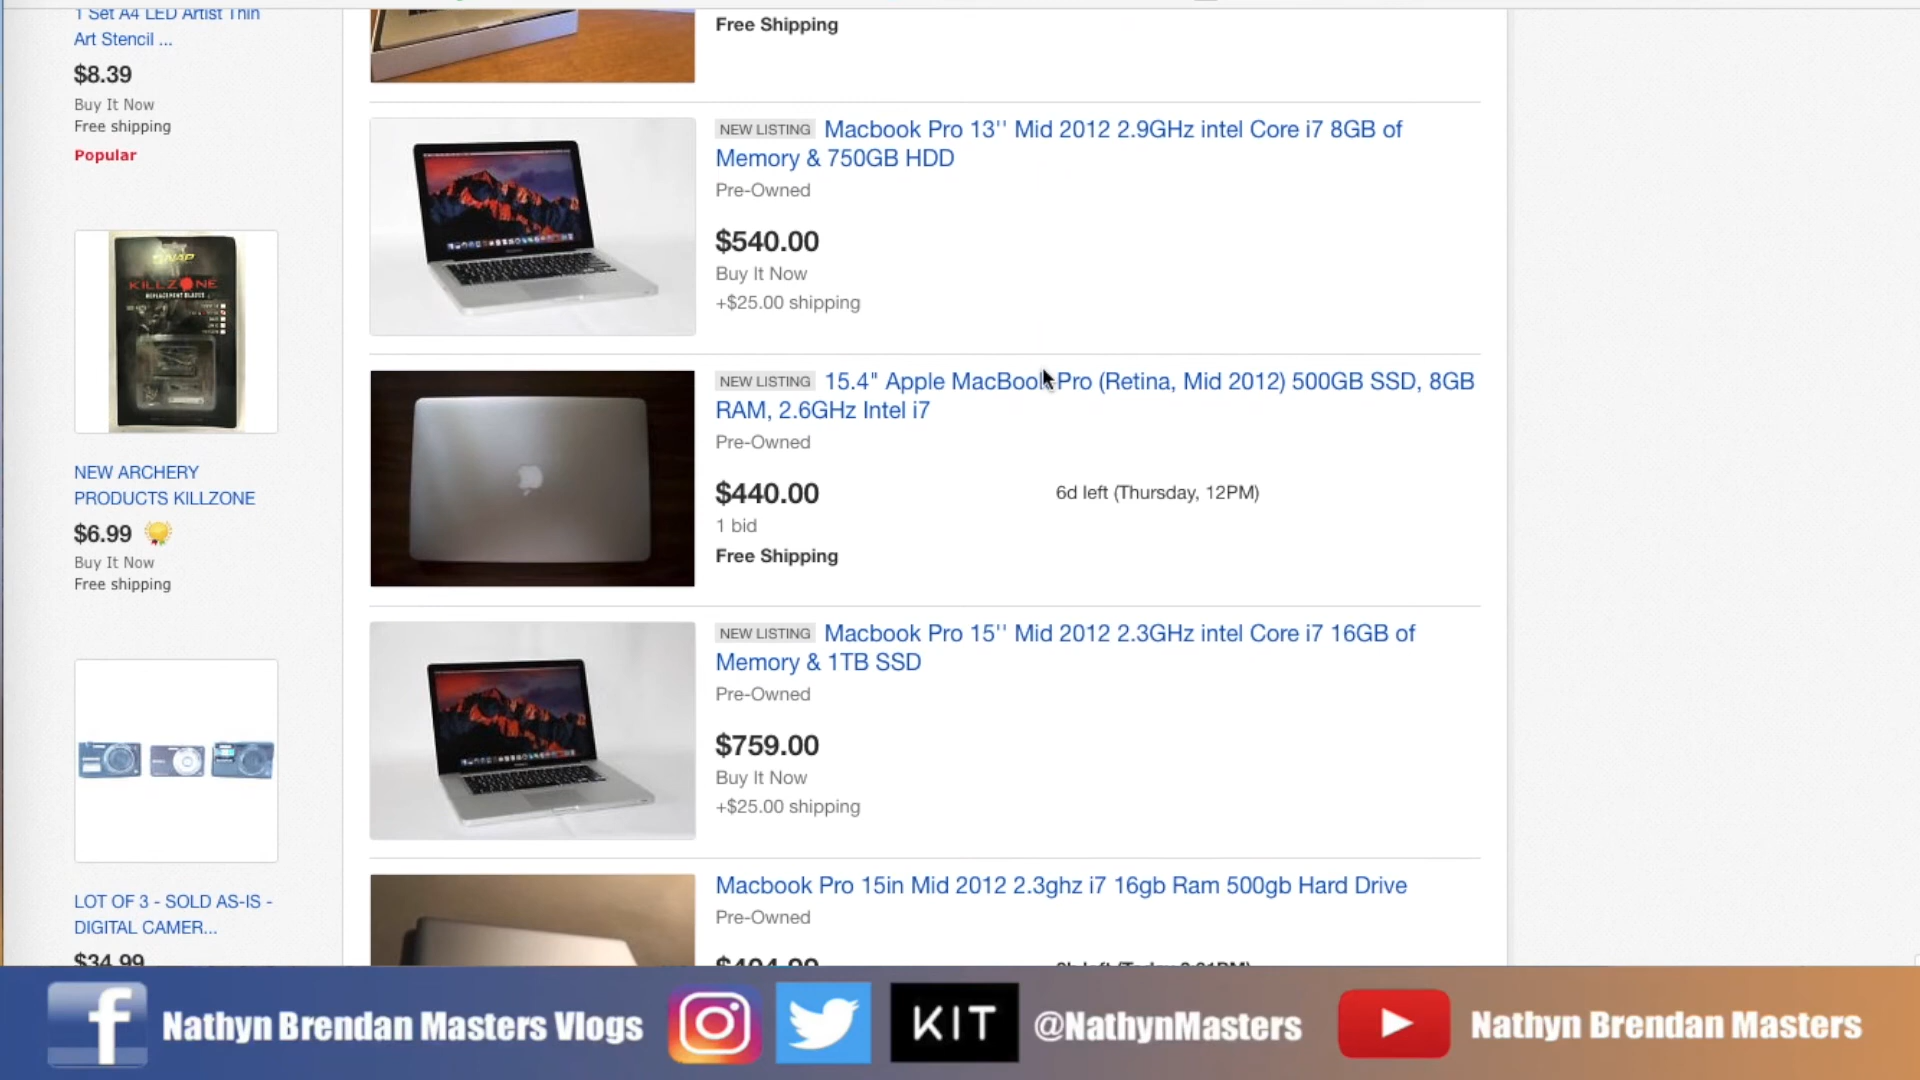 1 Set A4 LED Artist Thin
Art Stencil ...
$8.39
Buy It Now
Free shipping
Popular
KILLZONE
REPLACEMENT BLADES
NEW ARCHERY
PRODUCTS KILLZONE
$6.99
Buy It Now
Free shipping
LOT OF 3 - SOLD AS-IS -
DIGITAL CAMER...
$34.99
Free Shipping
NEW LISTING Macbook Pro 13'' Mid 2012 2.9GHz intel Core i7 8GB of
Memory & 750GB HDD
Pre-Owned
$540.00
Buy It Now
+$25.00 shipping
NEW LISTING 15.4" Apple MacBook Pro (Retina, Mid 2012) 500GB SSD, 8GB
RAM, 2.6GHz Intel i7
Pre-Owned
$440.00
6d left (Thursday, 12PM)
1 bid
Free Shipping
NEW LISTING Macbook Pro 15'' Mid 2012 2.3GHz intel Core i7 16GB of
Memory & 1TB SSD
Pre-Owned
$759.00
Buy It Now
+$25.00 shipping
Macbook Pro 15in Mid 2012 2.3ghz i7 16gb Ram 500gb Hard Drive
Pre-Owned
f Nathyn Brendan Masters Vlogs
KIT @NathynMasters
Nathyn Brendan Masters